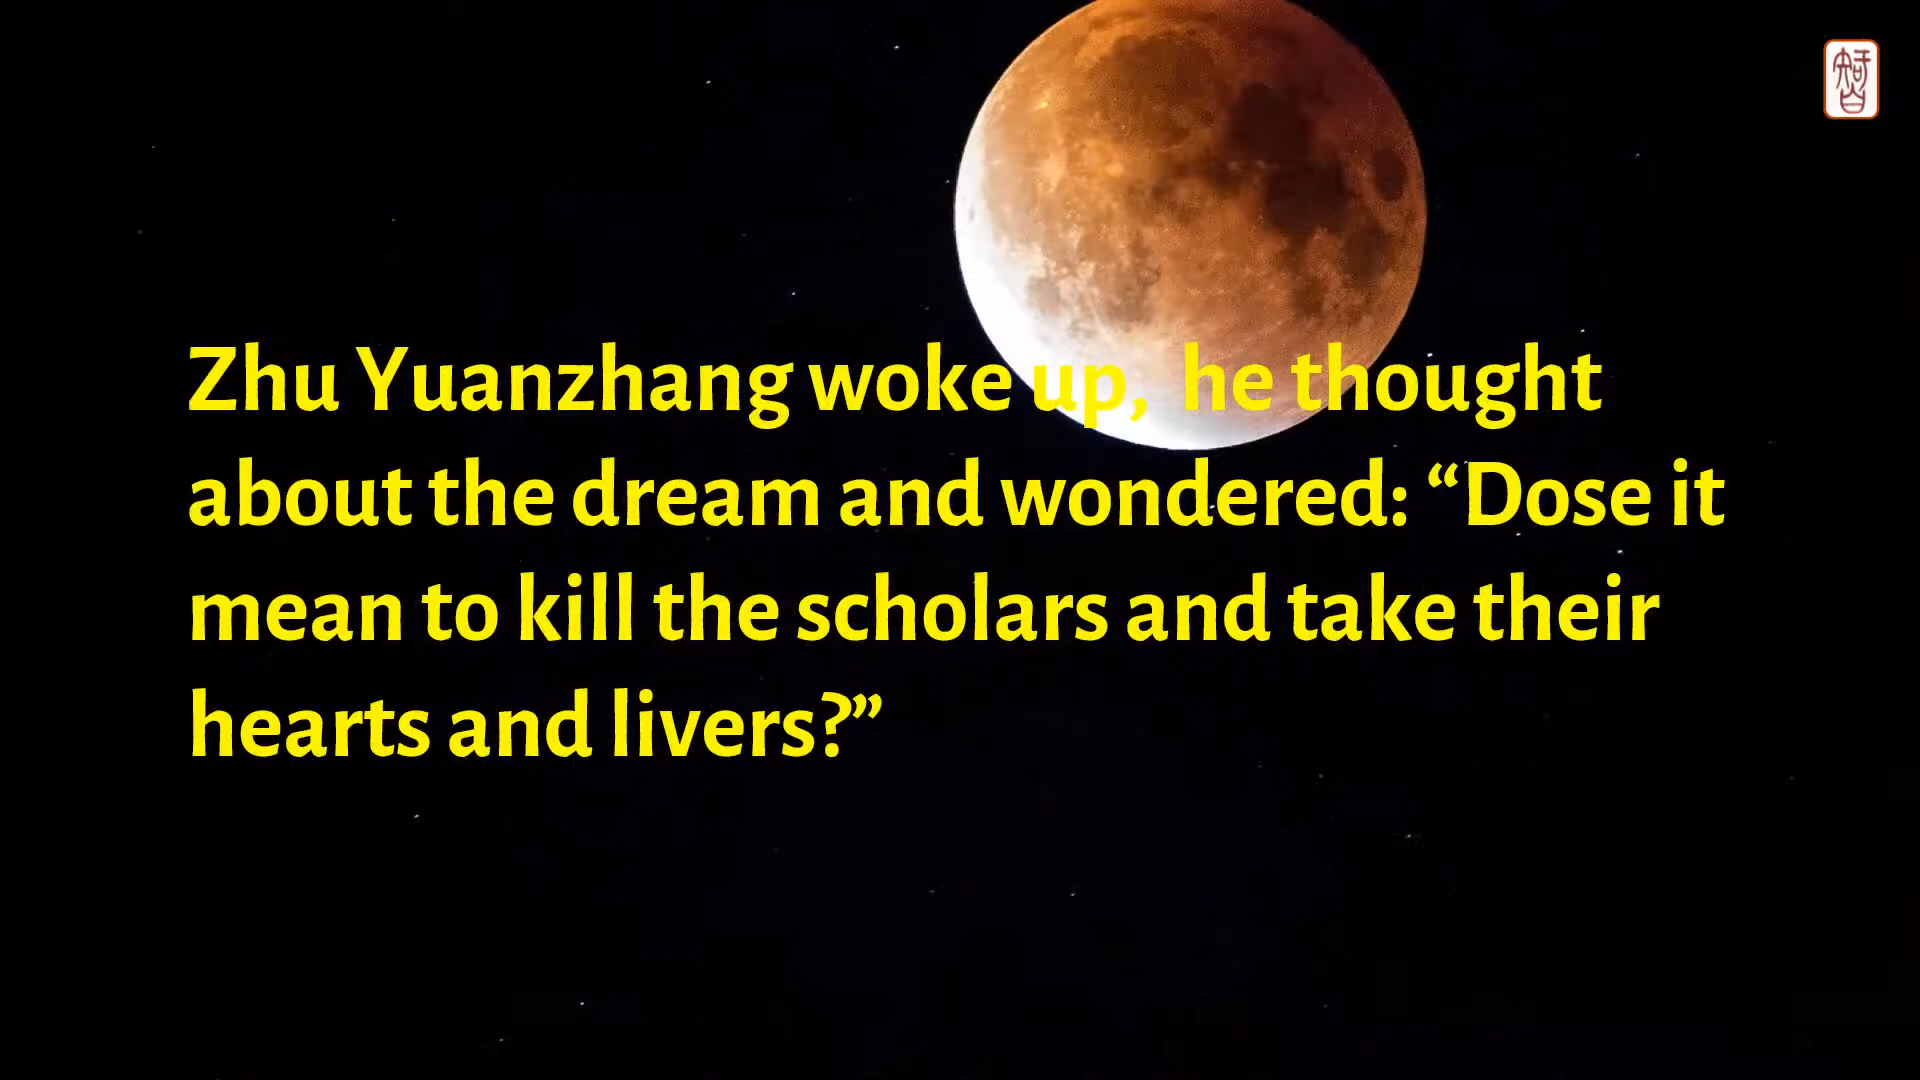 智
Zhu Yuanzhang woke up,  he thought
about the dream and wondered: “Dose it
mean to kill the scholars and take their
hearts and livers?”